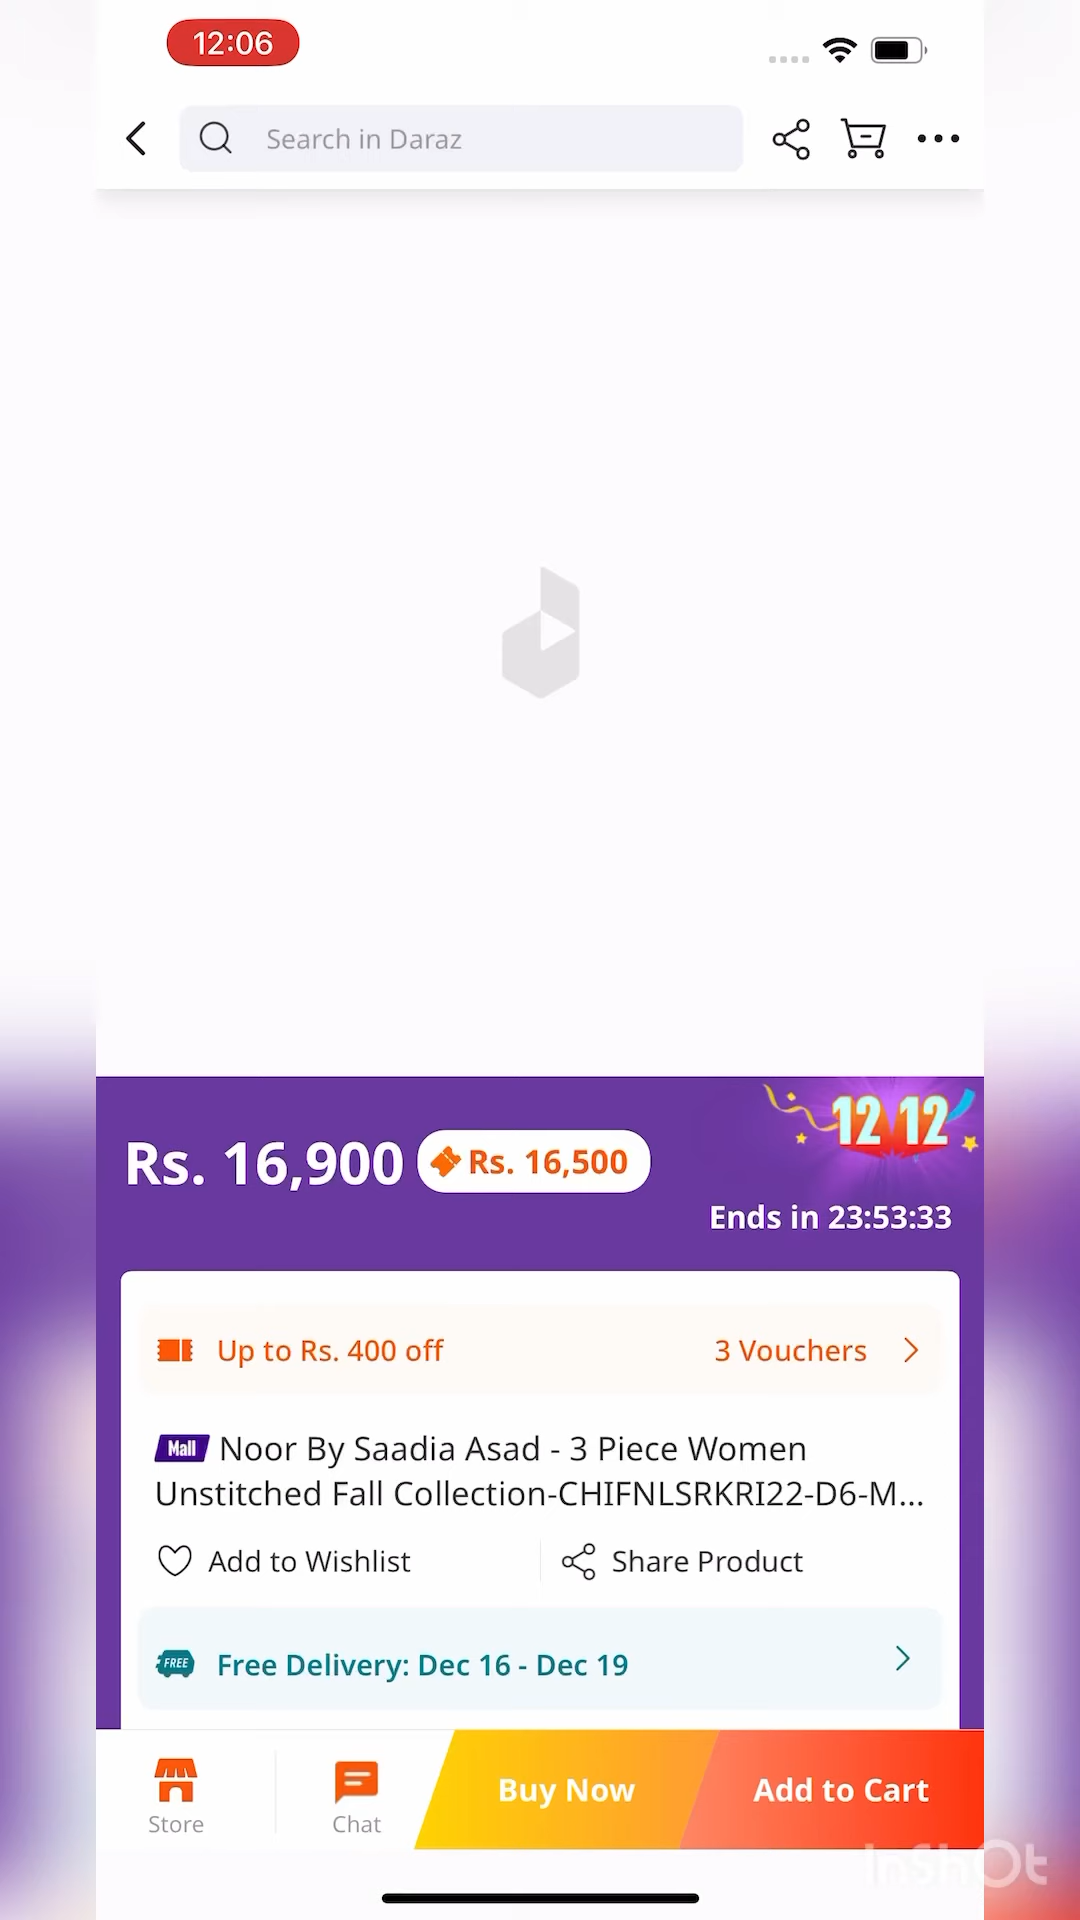 12:06
Search in Daraz
12 12
Rs. 16,900
Rs. 16,500
Ends in 23:53:33
Up to Rs. 400 off
3 Vouchers
Mall Noor By Saadia Asad - 3 Piece Women
Unstitched Fall Collection-CHIFNLSRKRI22-D6-M...
Add to Wishlist
Share Product
FREE
Free Delivery: Dec 16 - Dec 19
Store
Chat
Buy Now
Add to Cart
InShOt